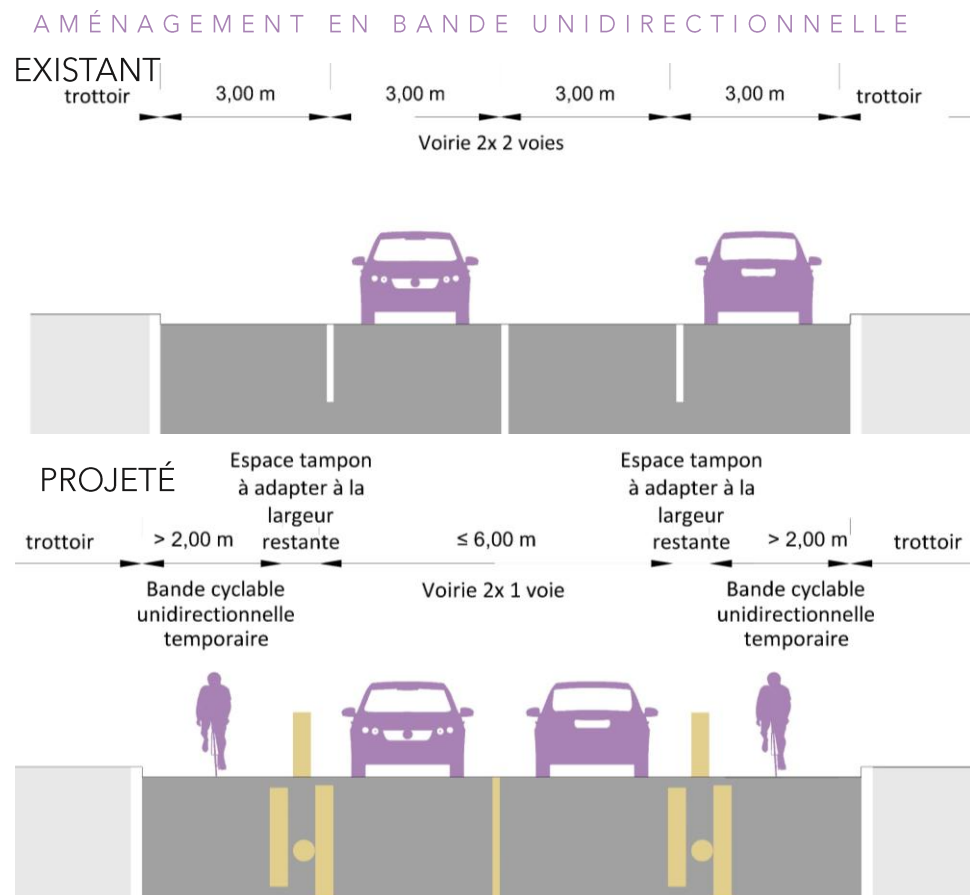 AMÉNAGEMENT EN BANDE UNIDIRECTIONNELLE
EXISTANT
trottoir
3,00 m
3,00 m
3,00 m
3,00 m
trottoir
Voirie 2x 2 voies
PROJETÉ
Espace tampon
à adapter à la
largeur
restante
Espace tampon
à adapter à la
largeur
restante
trottoir
> 2,00 m
≤ 6,00 m
> 2,00 m
trottoir
Bande cyclable
unidirectionnelle
temporaire
Voirie 2x 1 voie
Bande cyclable
unidirectionnelle
temporaire